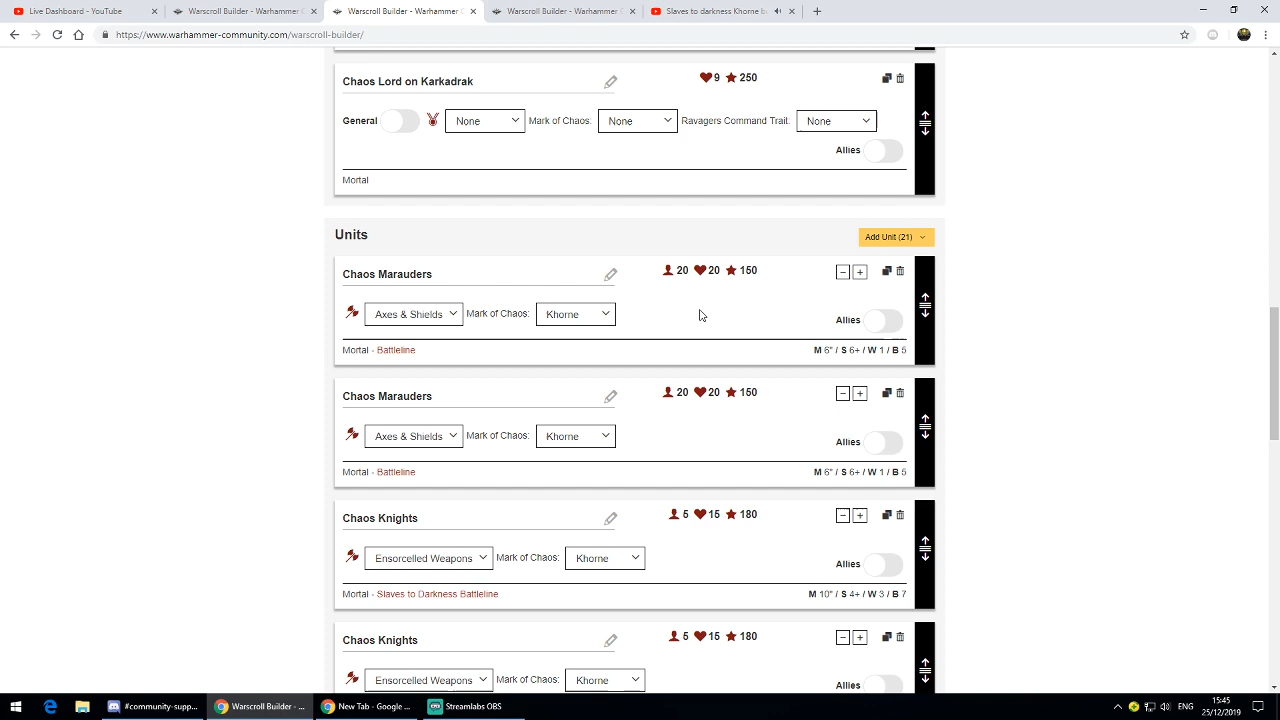 Live Dashboard - YouTube
Warscroll Builder - Warhammer C
Warscroll Builder - Warhammer C
Warscroll Builder - Warhammer C
Slaves to darkness Khorne In
https://www.warhammer-community.com/warscroll-builder/
Chaos Lord on Karkadrak
9 250
General
None
Mark of Chaos:
None
Ravagers Command Trait:
None
Allies
Mortal
Units
Add Unit (21)
Chaos Marauders
20 20 150
Axes & Shields
Mark of Chaos:
Khorne
Allies
Mortal - Battleline
M 6" / S 6+ / W 1 / B 5
Chaos Marauders
20 20 150
Axes & Shields
Mark of Chaos:
Khorne
Allies
Mortal - Battleline
M 6" / S 6+ / W 1 / B 5
Chaos Knights
5 15 180
Ensorcelled Weapons
Mark of Chaos:
Khorne
Allies
Mortal - Slaves to Darkness Battleline
M 10" / S 4+ / W 3 / B 7
Chaos Knights
5 15 180
Ensorcelled Weapons
Mark of Chaos:
Khorne
Allies
#community-supp...
Warscroll Builder - ...
New Tab - Google ...
Streamlabs OBS
ENG
15:45
25/12/2019